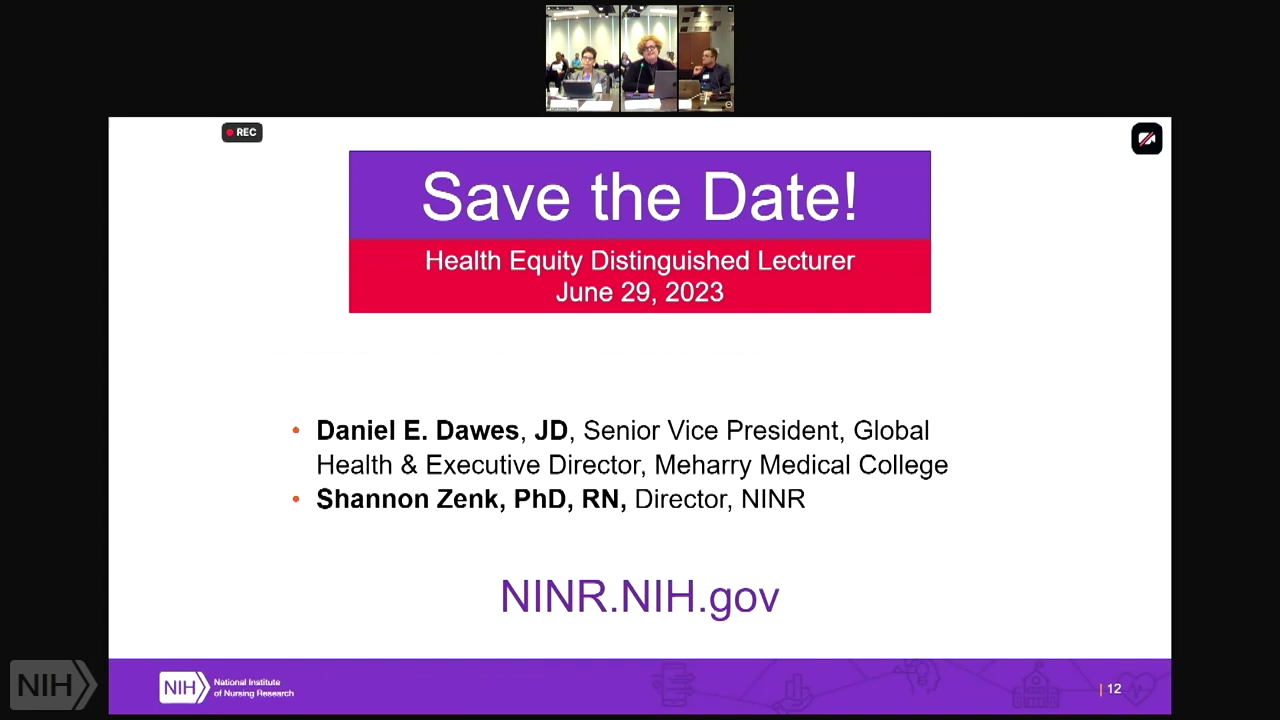 REC
Save the Date!
Health Equity Distinguished Lecturer
June 29, 2023
• Daniel E. Dawes, JD, Senior Vice President, Global
Health & Executive Director, Meharry Medical College
• Shannon Zenk, PhD, RN, Director, NINR
NINR.NIH.gov
NIH
NIH
National Institute
of Nursing Research
| 12